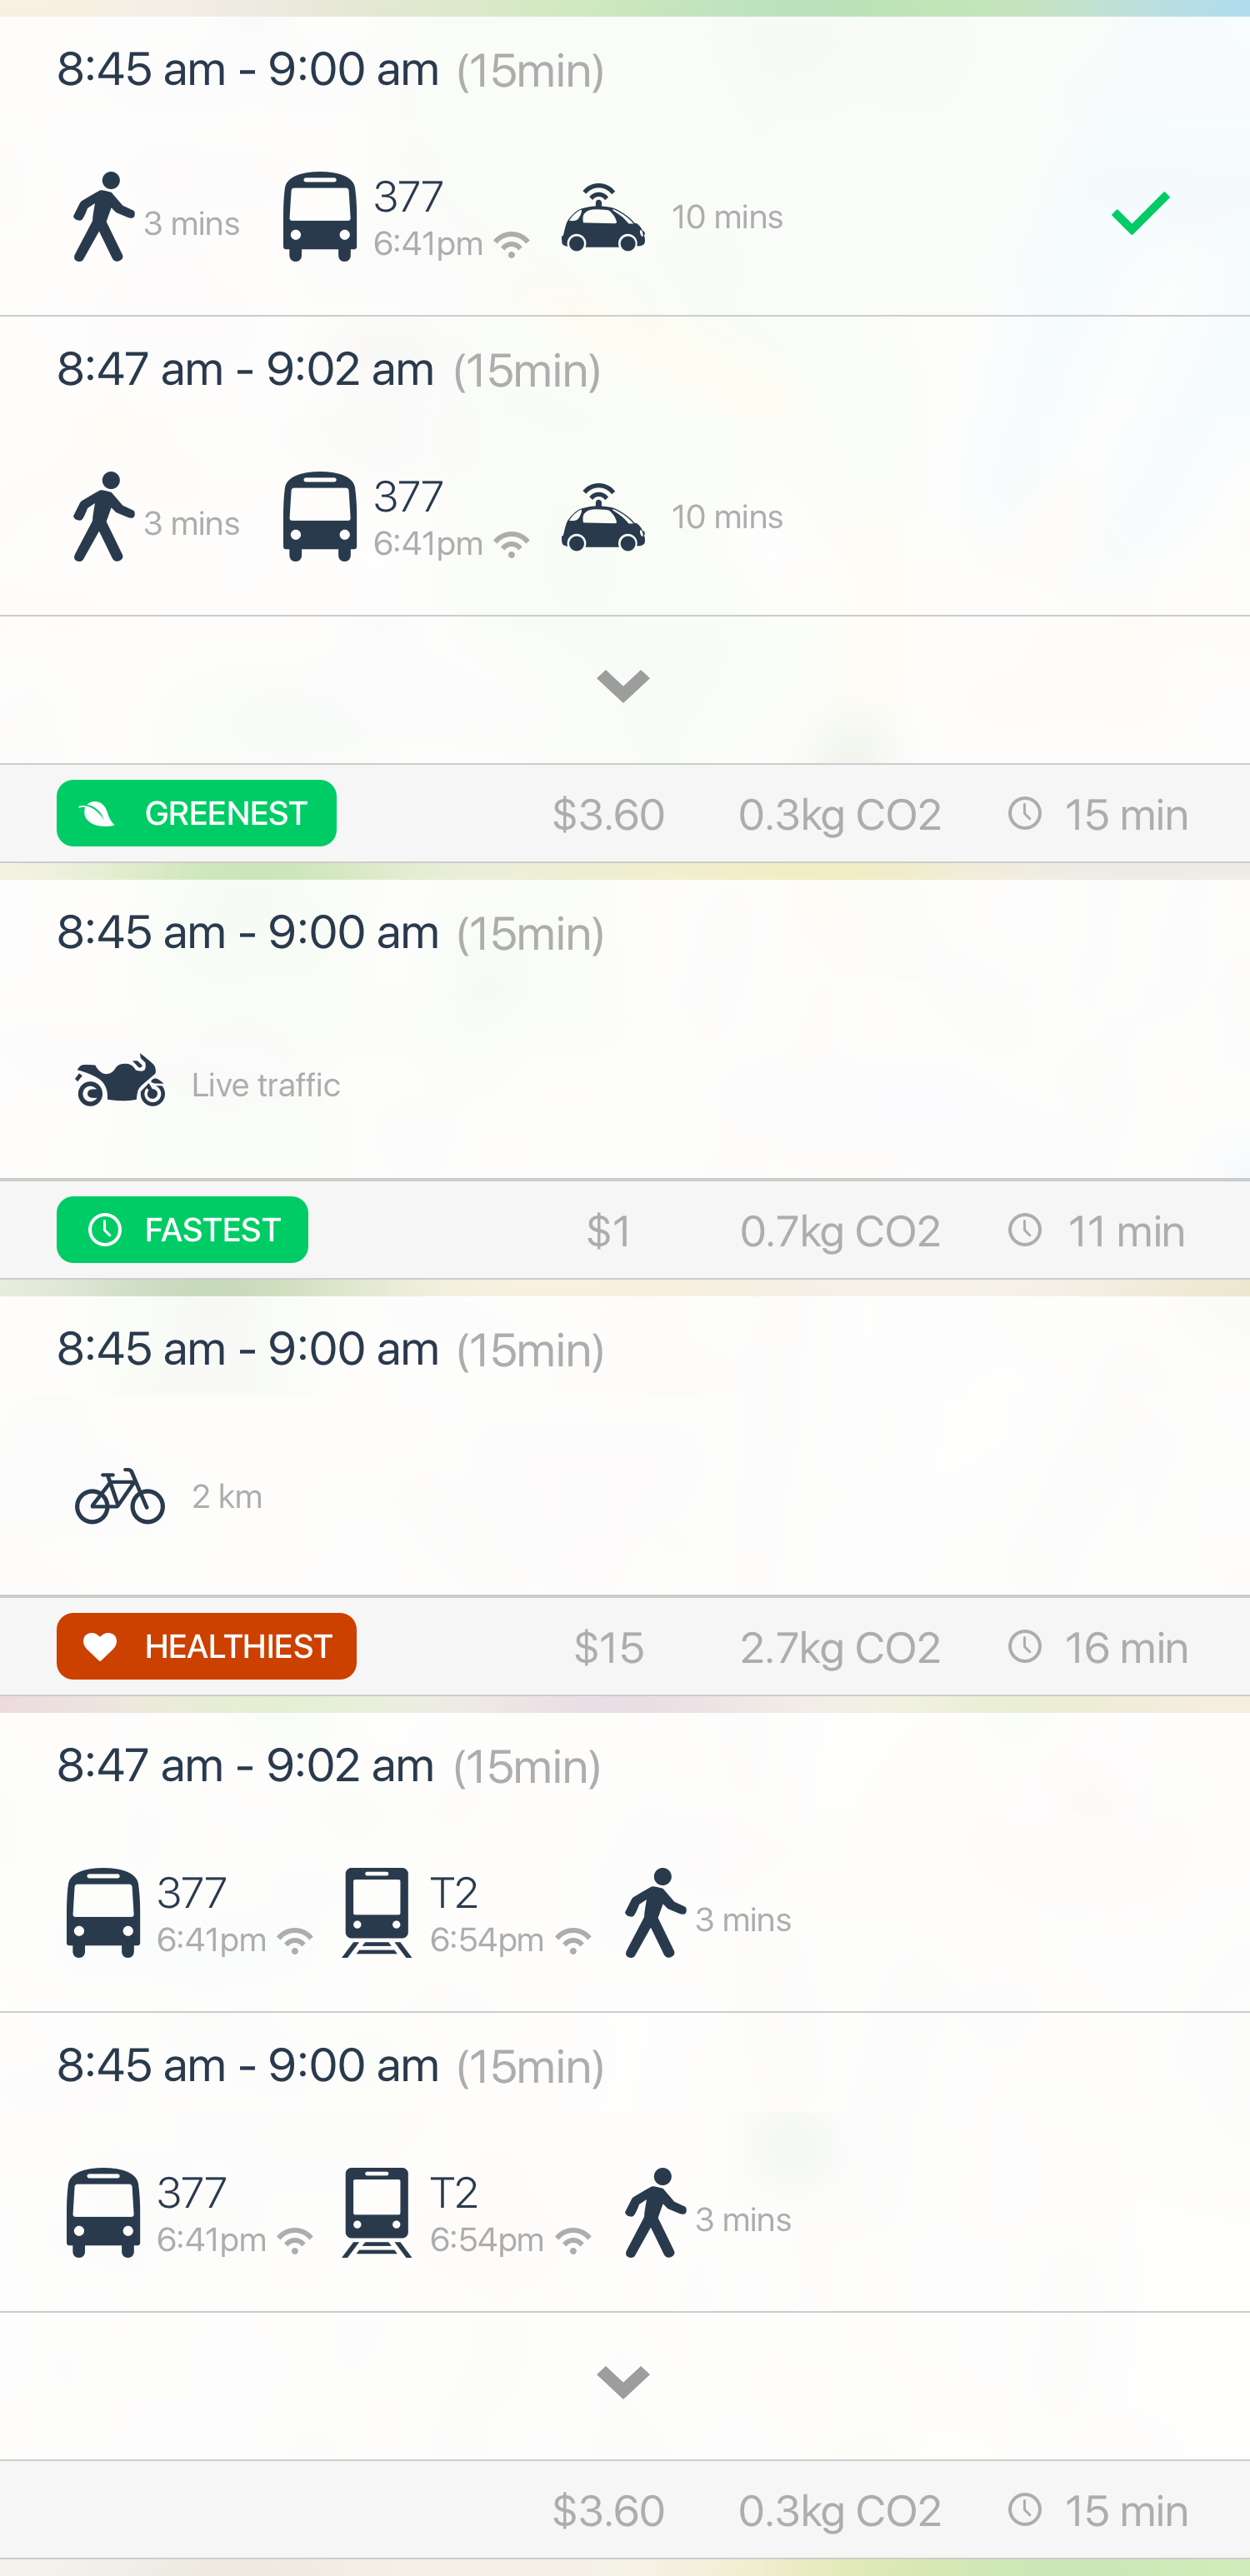 8:45 am - 9:00 am (15min)
3 mins 377 10 mins
6:41pm
8:47 am - 9:02 am (15min)
3 mins 377 10 mins
6:41pm
GREENEST $3.60 0.3kg CO2 15 min
8:45 am - 9:00 am (15min)
Live traffic
FASTEST $1 0.7kg CO2 11 min
8:45 am - 9:00 am (15min)
2 km
HEALTHIEST $15 2.7kg CO2 16 min
8:47 am - 9:02 am (15min)
377 T2 3 mins
6:41pm 6:54pm
8:45 am - 9:00 am (15min)
377 T2 3 mins
6:41pm 6:54pm
$3.60 0.3kg CO2 15 min